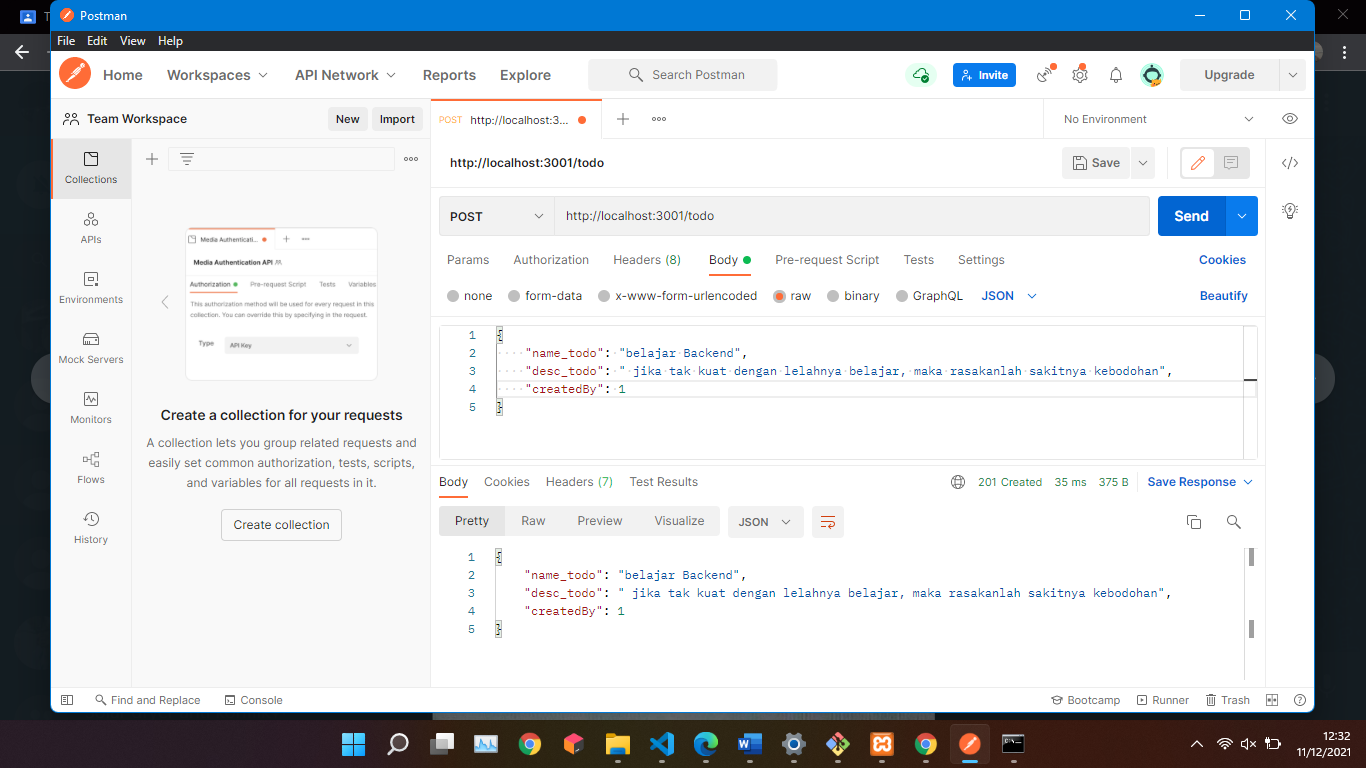 Postman
File Edit View Help
Home Workspaces API Network Reports Explore Search Postman Invite Upgrade
Team Workspace New Import POST http://localhost:3... No Environment
http://localhost:3001/todo Save
Collections
APIs
Environments
Mock Servers
Monitors
Flows
History
Media Authenticati...
Media Authentication API
Authorization Pre-request Script Tests Variables
This authorization method will be used for every request in this
collection. You can override this by specifying in the request.
Type API Key
Create a collection for your requests
A collection lets you group related requests and
easily set common authorization, tests, scripts,
and variables for all requests in it.
Create collection
POST http://localhost:3001/todo Send
Params Authorization Headers (8) Body Pre-request Script Tests Settings Cookies
none form-data x-www-form-urlencoded raw binary GraphQL JSON Beautify
1 {
2 "name_todo": "belajar Backend",
3 "desc_todo": " jika tak kuat dengan lelahnya belajar, maka rasakanlah sakitnya kebodohan",
4 "createdBy": 1
5 }
Body Cookies Headers (7) Test Results 201 Created 35 ms 375 B Save Response
Pretty Raw Preview Visualize JSON
1 {
2 "name_todo": "belajar Backend",
3 "desc_todo": " jika tak kuat dengan lelahnya belajar, maka rasakanlah sakitnya kebodohan",
4 "createdBy": 1
5 }
Find and Replace Console Bootcamp Runner Trash
12:32
11/12/2021